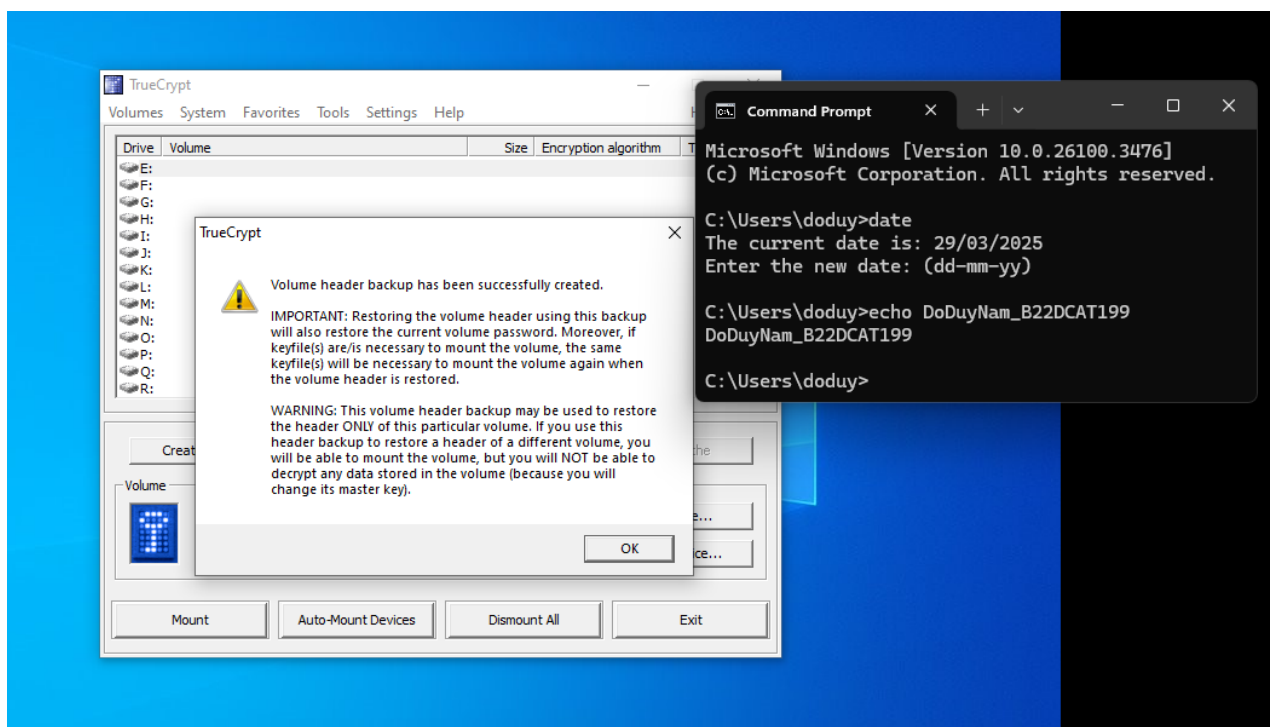 TrueCrypt
Volumes System Favorites Tools Settings Help
Drive Volume Size Encryption algorithm
E:
F:
G:
H:
I:
J:
K:
L:
M:
N:
O:
P:
Q:
R:
TrueCrypt
Volume header backup has been successfully created.
IMPORTANT: Restoring the volume header using this backup
will also restore the current volume password. Moreover, if
keyfile(s) are/is necessary to mount the volume, the same
keyfile(s) will be necessary to mount the volume again when
the volume header is restored.
WARNING: This volume header backup may be used to restore
the header ONLY of this particular volume. If you use this
header backup to restore a header of a different volume, you
will be able to mount the volume, but you will NOT be able to
decrypt any data stored in the volume (because you will
change its master key).
OK
Creat
Volume
Mount Auto-Mount Devices Dismount All Exit
Command Prompt
Microsoft Windows [Version 10.0.26100.3476]
(c) Microsoft Corporation. All rights reserved.
C:\Users\doduy>date
The current date is: 29/03/2025
Enter the new date: (dd-mm-yy)
C:\Users\doduy>echo DoDuyNam_B22DCAT199
DoDuyNam_B22DCAT199
C:\Users\doduy>